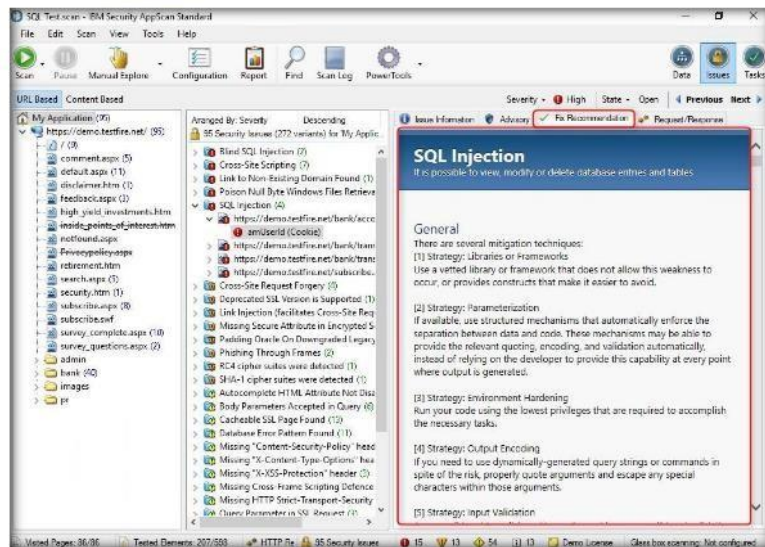 SQL Test.scan - IBM Security AppScan Standard
File Edit Scan View Tools Help
Scan Pause Manual Explore Configuration Report Find Scan Log PowerTools Data Issues Tasks
URL Based Content Based
Severity High State Open Previous Next
My Application (95)
https://demo.testfire.net/ (95)
/ (9)
comment.aspx (5)
default.aspx (11)
disclaimer.htm (1)
feedback.aspx (3)
high_yield_investments.htm
inside_points_of_interest.htm
notfound.aspx
Privacypolicy.aspx
retirement.htm
search.aspx (5)
security.htm (1)
subscribe.aspx (8)
subscribe.swf
survey_complete.aspx (10)
survey_questions.aspx (2)
admin
bank (40)
images
pr
Arranged By: Severity Descending
95 Security Issues (272 variants) for 'My Applic
Blind SQL Injection (7)
Cross-Site Scripting (7)
Link to Non-Existing Domain Found (1)
Poison Null Byte Windows Files Retrieva
SQL Injection (4)
https://demo.testfire.net/bank/acco
amUserId (Cookie)
https://demo.testfire.net/bank/tran
https://demo.testfire.net/bank/trans
https://demo.testfire.net/subscribe.
Cross-Site Request Forgery (4)
Deprecated SSL Version is Supported (1)
Link Injection (facilitates Cross-Site Req
Missing Secure Attribute in Encrypted S
Padding Oracle On Downgraded Legacy
Phishing Through Frames (2)
RC4 cipher suites were detected (1)
SHA-1 cipher suites were detected (1)
Autocomplete HTML Attribute Not Disa
Body Parameters Accepted in Query (6)
Cacheable SSL Page Found (12)
Database Error Pattern Found (11)
Missing "Content-Security-Policy" head
Missing "X-Content-Type-Options" hea
Missing "X-XSS-Protection" header (3)
Missing Cross-Frame Scripting Defence
Missing HTTP Strict-Transport-Security
Query Parameter in SSL Request (3)
Issue Information Advisory Fix Recommendation Request/Response
SQL Injection
It is possible to view, modify or delete database entries and tables
General
There are several mitigation techniques:
[1] Strategy: Libraries or Frameworks
Use a vetted library or framework that does not allow this weakness to
occur, or provides constructs that make it easier to avoid.
[2] Strategy: Parameterization
If available, use structured mechanisms that automatically enforce the
separation between data and code. These mechanisms may be able to
provide the relevant quoting, encoding, and validation automatically,
instead of relying on the developer to provide this capability at every point
where output is generated.
[3] Strategy: Environment Hardening
Run your code using the lowest privileges that are required to accomplish
the necessary tasks.
[4] Strategy: Output Encoding
If you need to use dynamically-generated query strings or commands in
spite of the risk, properly quote arguments and escape any special
characters within those arguments.
[5] Strategy: Input Validation
Visited Pages: 36/36 Tested Elements: 207/593 HTTP Re 95 Security Issues 15 13 54 13 Demo License Glass box scanning: Not configured